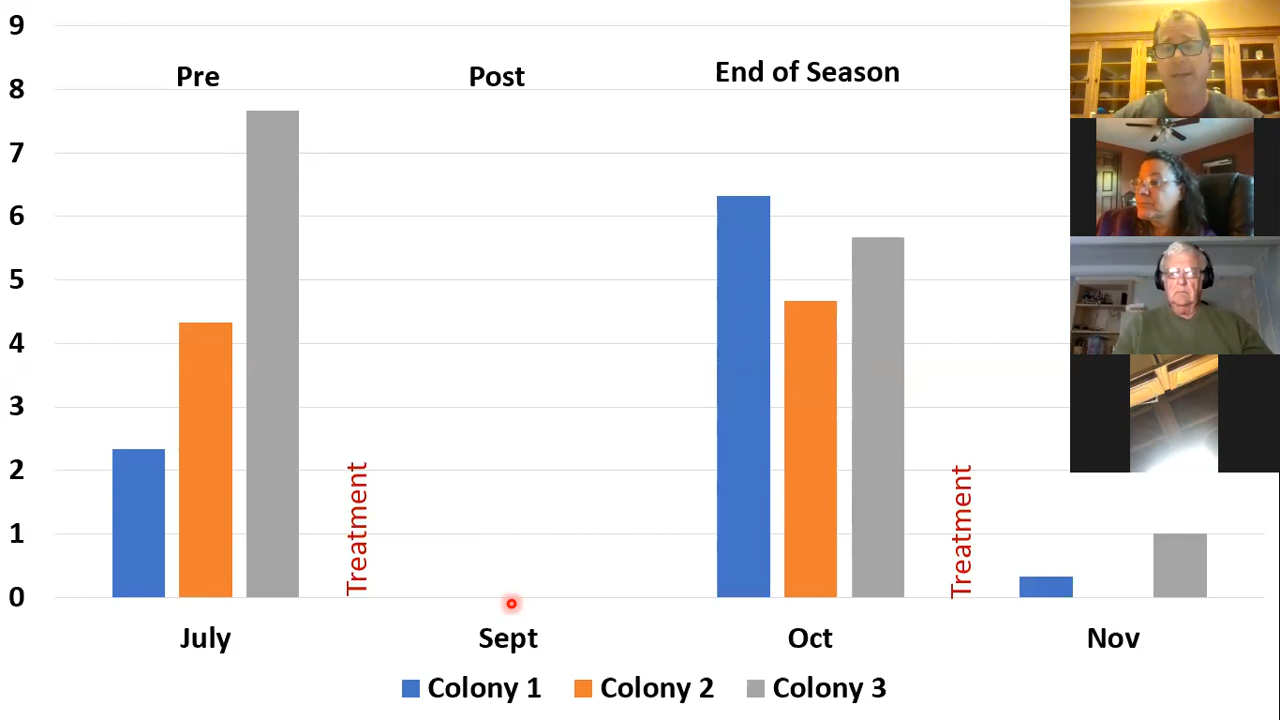 9
8
7
6
5
4
3
2
1
0
Pre
Post
End of Season
Treatment
Treatment
July
Sept
Oct
Nov
Colony 1
Colony 2
Colony 3